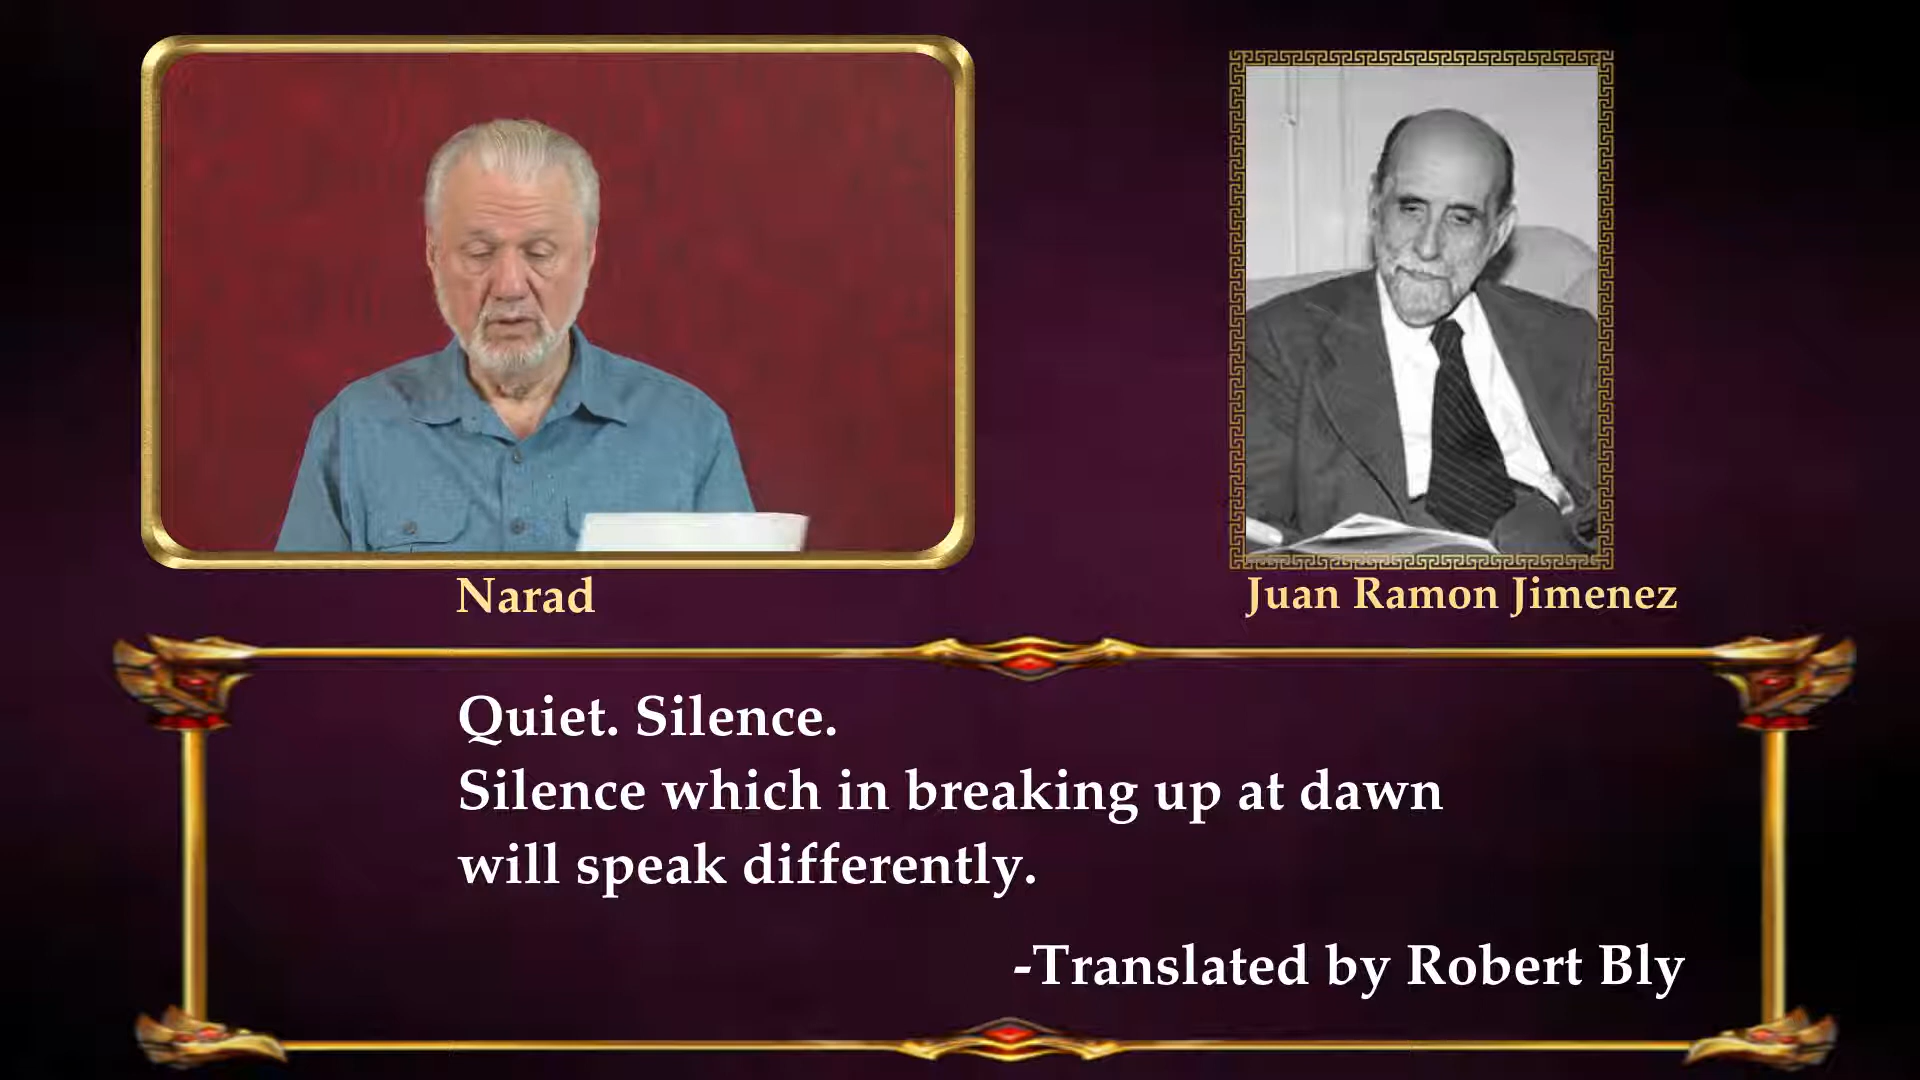 Narad
Juan Ramon Jimenez
Quiet. Silence.
Silence which in breaking up at dawn
will speak differently.
-Translated by Robert Bly